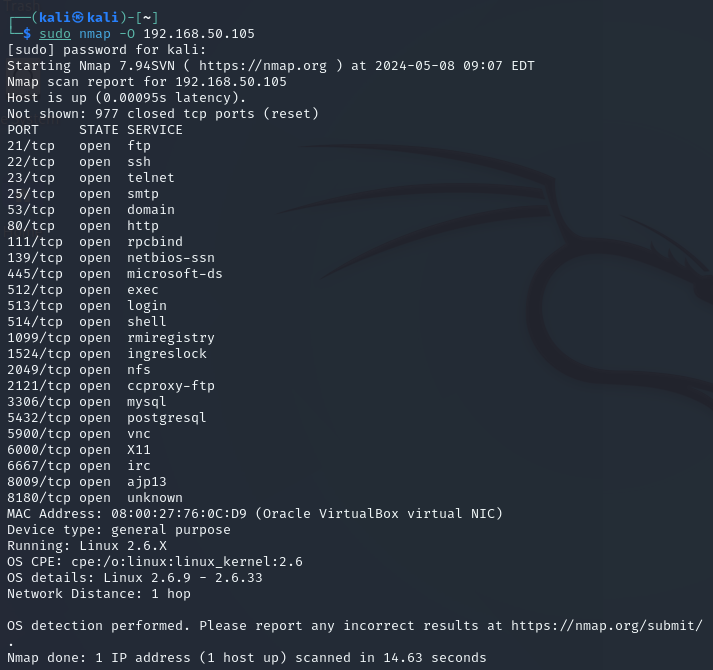 Trash
┌──(kali㉿kali)-[~]
└─$ sudo nmap -O 192.168.50.105
[sudo] password for kali:
Starting Nmap 7.94SVN ( https://nmap.org ) at 2024-05-08 09:07 EDT
Nmap scan report for 192.168.50.105
Host is up (0.00095s latency).
Not shown: 977 closed tcp ports (reset)
PORT     STATE SERVICE
21/tcp   open  ftp
22/tcp   open  ssh
23/tcp   open  telnet
25/tcp   open  smtp
53/tcp   open  domain
80/tcp   open  http
111/tcp  open  rpcbind
139/tcp  open  netbios-ssn
445/tcp  open  microsoft-ds
512/tcp  open  exec
513/tcp  open  login
514/tcp  open  shell
1099/tcp open  rmiregistry
1524/tcp open  ingreslock
2049/tcp open  nfs
2121/tcp open  ccproxy-ftp
3306/tcp open  mysql
5432/tcp open  postgresql
5900/tcp open  vnc
6000/tcp open  X11
6667/tcp open  irc
8009/tcp open  ajp13
8180/tcp open  unknown
MAC Address: 08:00:27:76:0C:D9 (Oracle VirtualBox virtual NIC)
Device type: general purpose
Running: Linux 2.6.X
OS CPE: cpe:/o:linux:linux_kernel:2.6
OS details: Linux 2.6.9 - 2.6.33
Network Distance: 1 hop
OS detection performed. Please report any incorrect results at https://nmap.org/submit/
.
Nmap done: 1 IP address (1 host up) scanned in 14.63 seconds